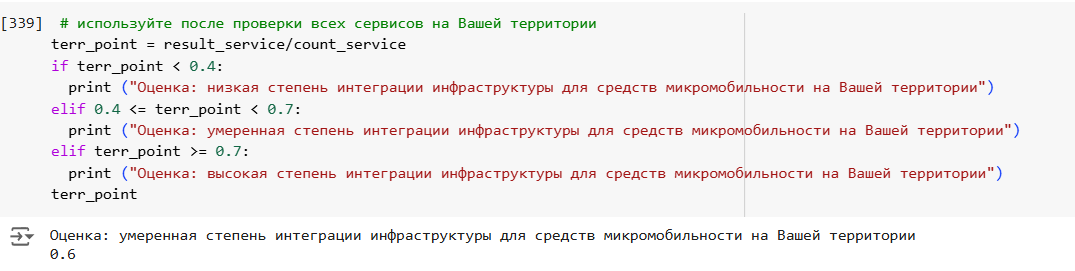 [339] # используйте после проверки всех сервисов на Вашей территории
terr_point = result_service/count_service
if terr_point < 0.4:
  print ("Оценка: низкая степень интеграции инфраструктуры для средств микромобильности на Вашей территории")
elif 0.4 <= terr_point < 0.7:
  print ("Оценка: умеренная степень интеграции инфраструктуры для средств микромобильности на Вашей территории")
elif terr_point >= 0.7:
  print ("Оценка: высокая степень интеграции инфраструктуры для средств микромобильности на Вашей территории")
terr_point
Оценка: умеренная степень интеграции инфраструктуры для средств микромобильности на Вашей территории
0.6